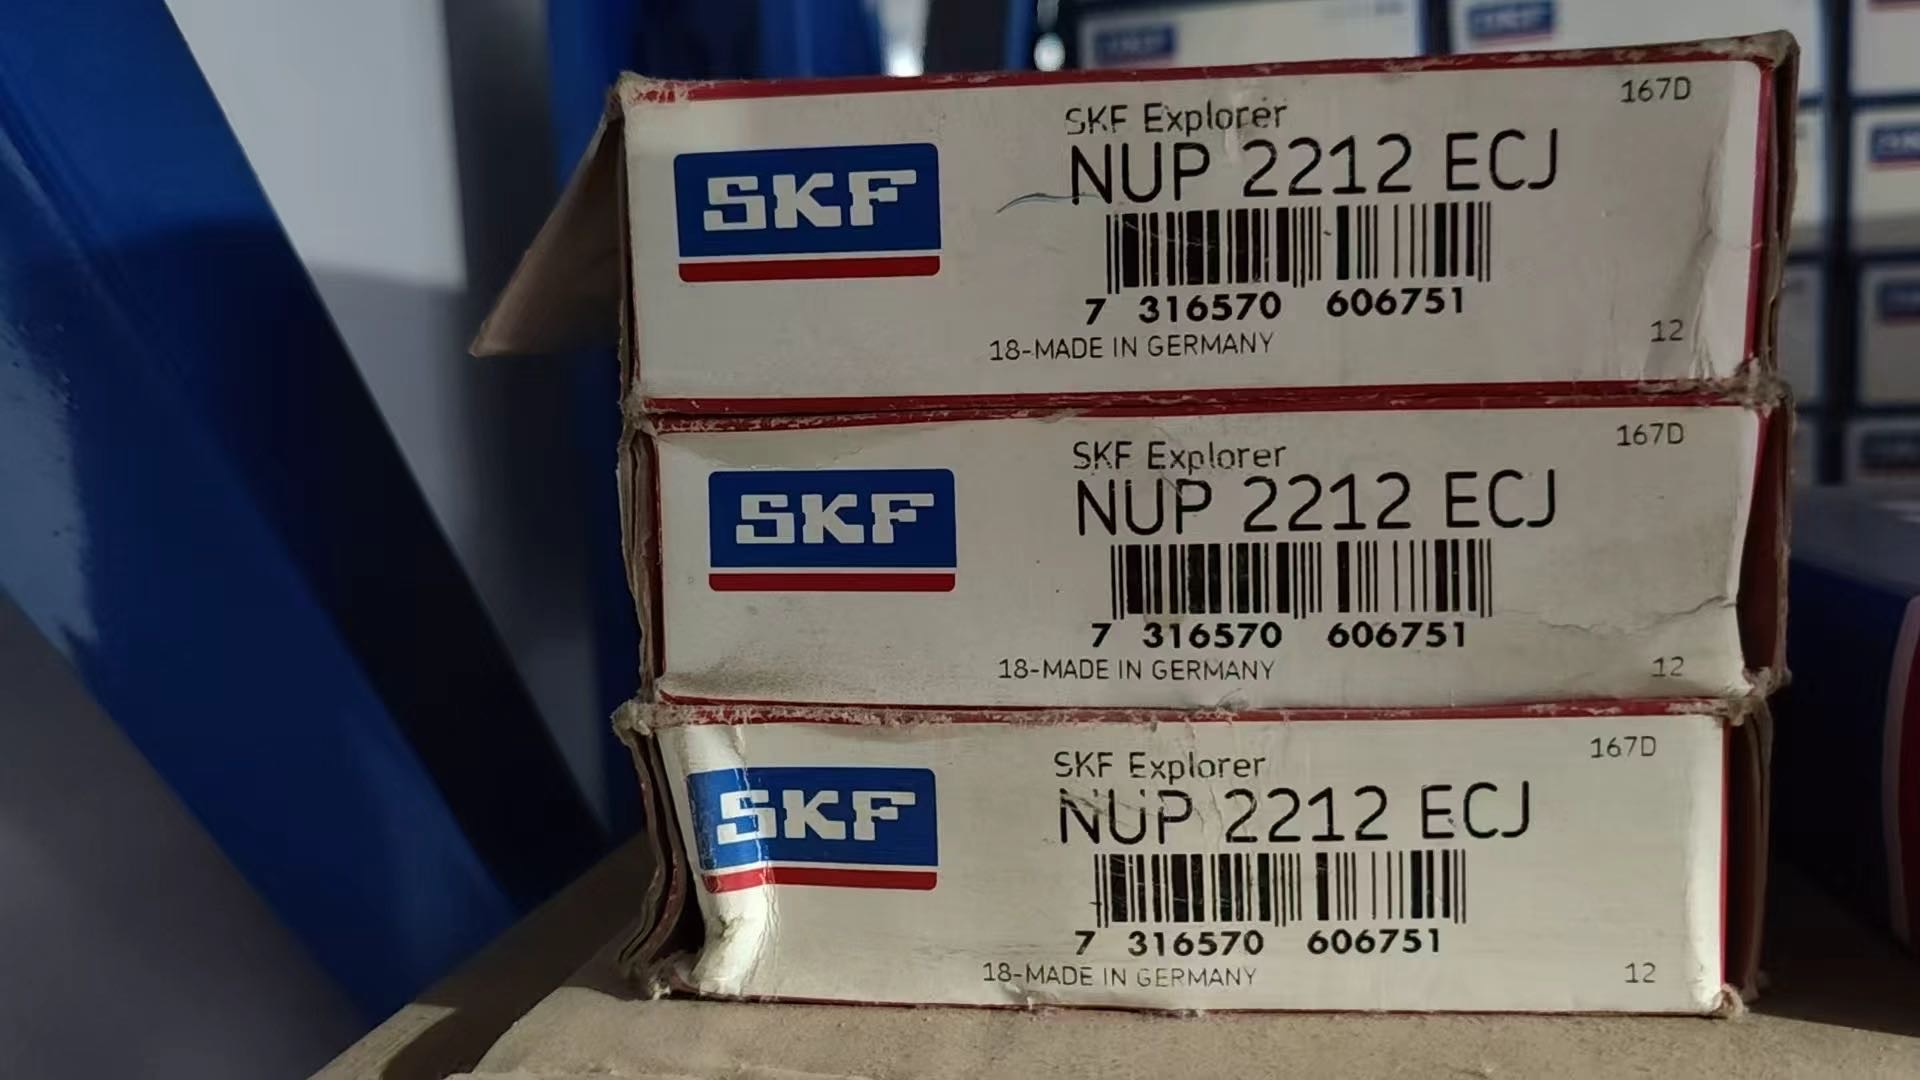 SKF
SKF
167D
SKF Explorer
SKF
NUP 2212 ECJ
7 316570 606751
18-MADE IN GERMANY
12
167D
SKF Explorer
SKF
NUP 2212 ECJ
7 316570 606751
18-MADE IN GERMANY
12
167D
SKF Explorer
SKF
NUP 2212 ECJ
7 316570 606751
18-MADE IN GERMANY
12